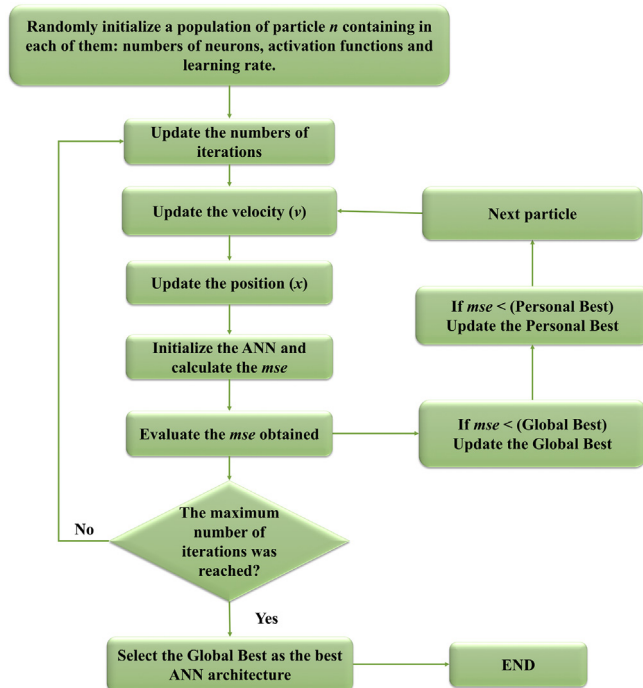 Randomly initialize a population of particle n containing in
each of them: numbers of neurons, activation functions and
learning rate.
Update the numbers of
iterations
Update the velocity (v)
Next particle
Update the position (x)
If mse < (Personal Best)
Update the Personal Best
Initialize the ANN and
calculate the mse
Evaluate the mse obtained
If mse < (Global Best)
Update the Global Best
The maximum
number of
iterations was
reached?
No
Yes
Select the Global Best as the best
ANN architecture
END